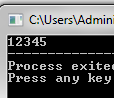 C:\Users\Admini
12345
--------------------
Process exited
Press any key